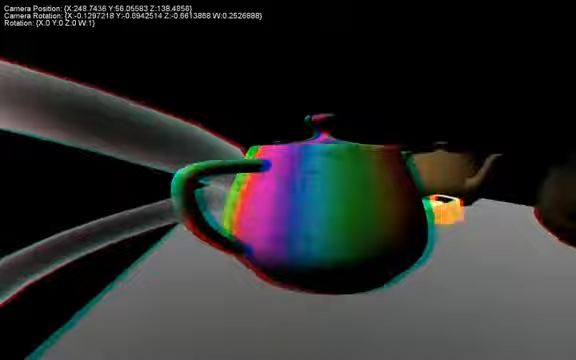 Camera Position: {X:248.7436 Y:56.05583 Z:138.4856}
Camera Rotation: {X:-0.1297218 Y:-0.6942514 Z:-0.6613868 W:0.2526888}
Rotation: {X:0 Y:0 Z:0 W:1}